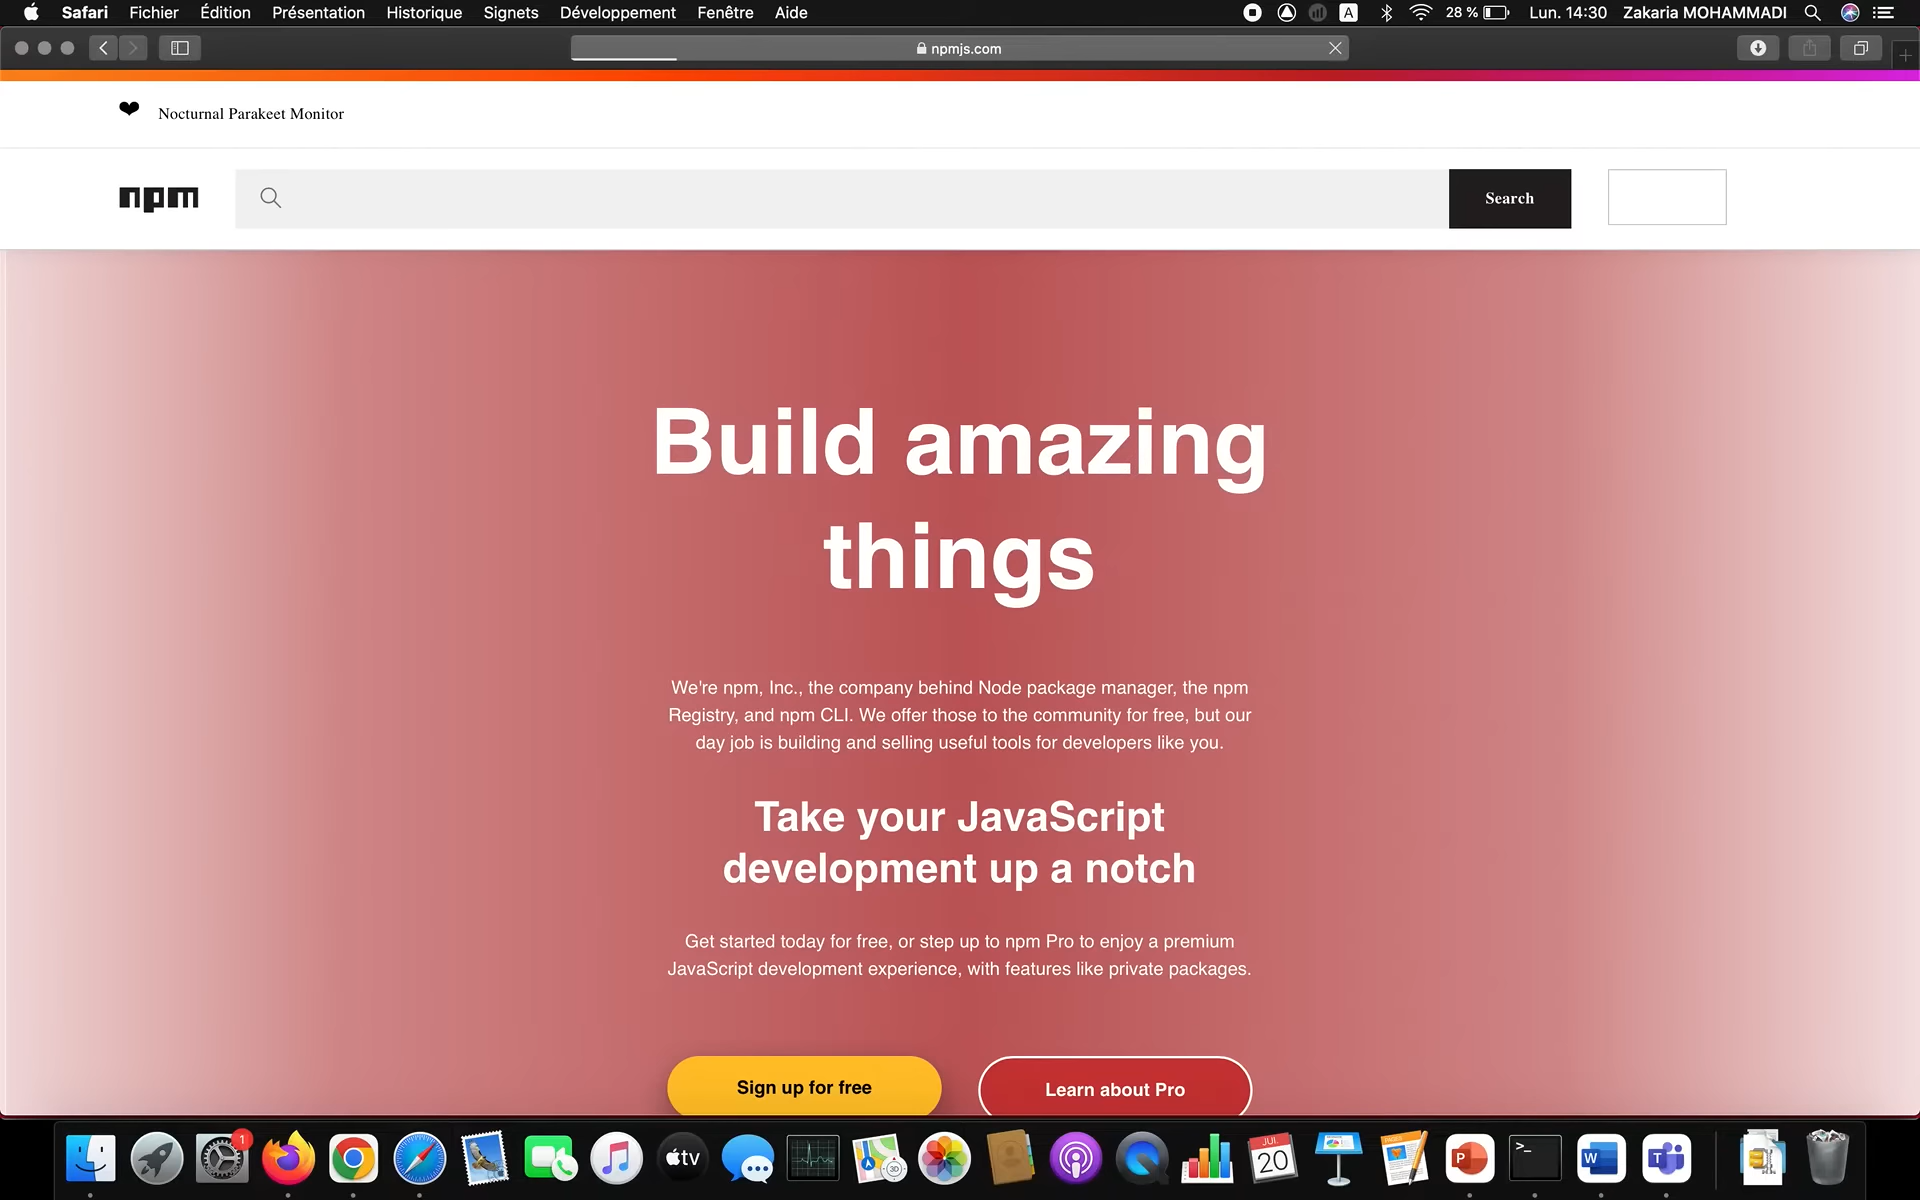 Safari Fichier Édition Présentation Historique Signets Développement Fenêtre Aide A 28 % Lun. 14:30 Zakaria MOHAMMADI
npmjs.com
❤ Nocturnal Parakeet Monitor
npm Search
Build amazing
things
We're npm, Inc., the company behind Node package manager, the npm
Registry, and npm CLI. We offer those to the community for free, but our
day job is building and selling useful tools for developers like you.
Take your JavaScript
development up a notch
Get started today for free, or step up to npm Pro to enjoy a premium
JavaScript development experience, with features like private packages.
Sign up for free Learn about Pro
1
tv
3D
JUIL.
20
PAGES
P
>_
W
T